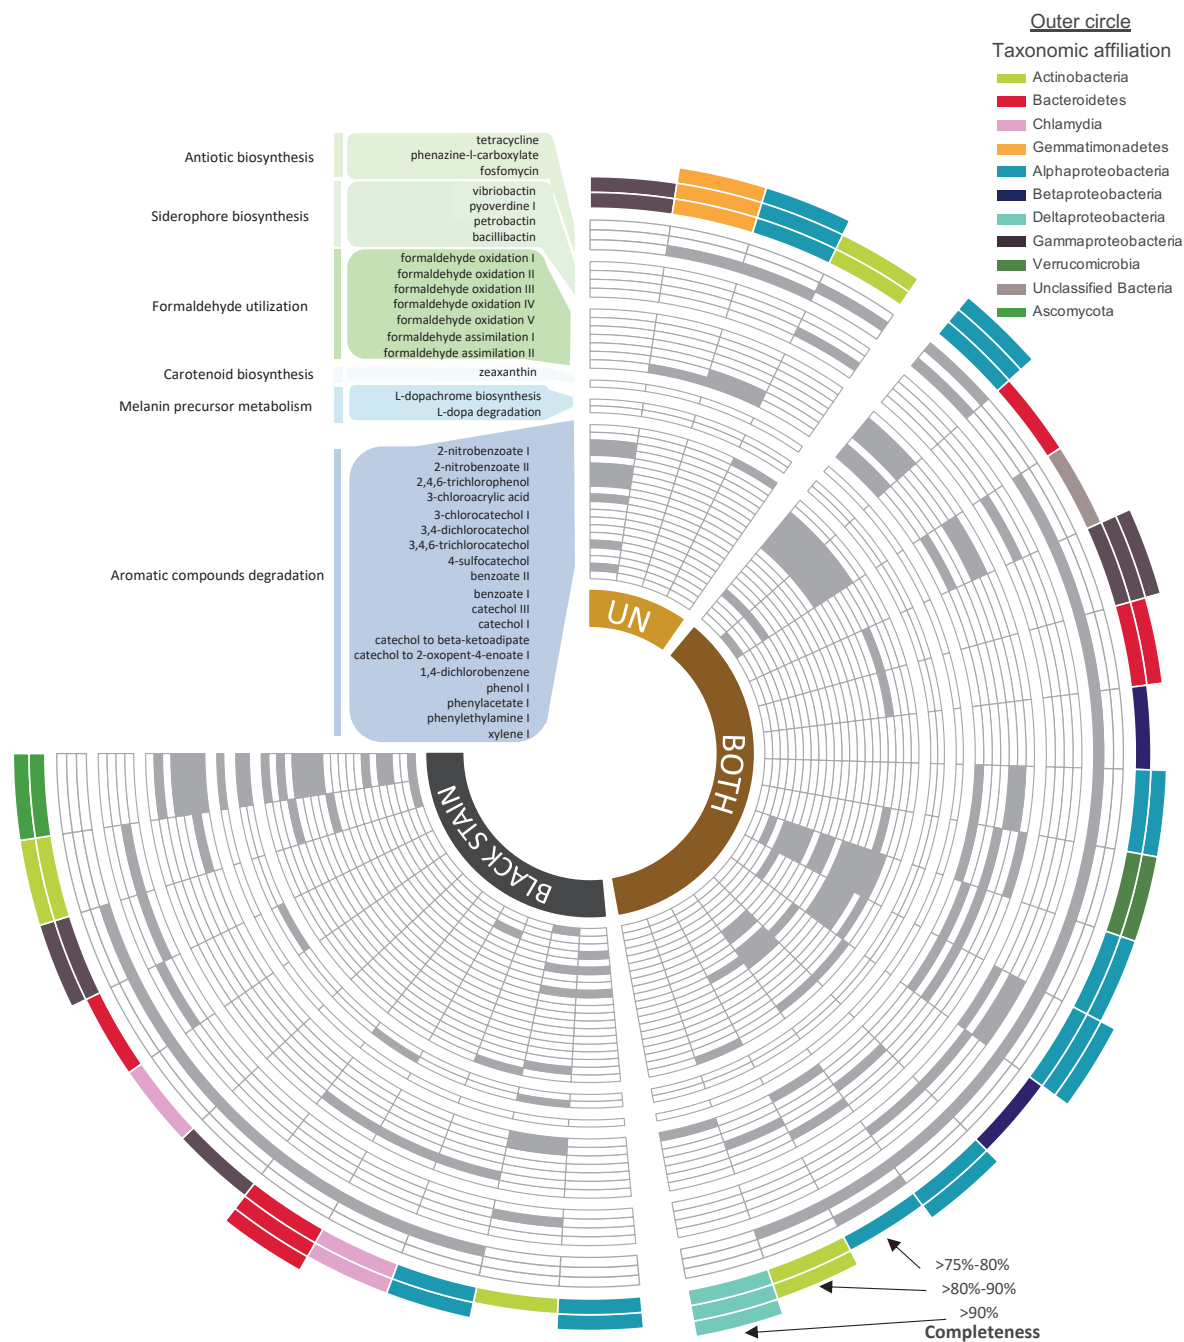 Outer circle
Taxonomic affiliation
Actinobacteria
Bacteroidetes
Chlamydia
Gemmatimonadetes
Alphaproteobacteria
Betaproteobacteria
Deltaproteobacteria
Gammaproteobacteria
Verrucomicrobia
Unclassified Bacteria
Ascomycota
Antiotic biosynthesis
tetracycline
phenazine-l-carboxylate
fosfomycin
Siderophore biosynthesis
vibriobactin
pyoverdine I
petrobactin
bacillibactin
Formaldehyde utilization
formaldehyde oxidation I
formaldehyde oxidation II
formaldehyde oxidation III
formaldehyde oxidation IV
formaldehyde oxidation V
formaldehyde assimilation I
formaldehyde assimilation II
Carotenoid biosynthesis
zeaxanthin
Melanin precursor metabolism
L-dopachrome biosynthesis
L-dopa degradation
Aromatic compounds degradation
2-nitrobenzoate I
2-nitrobenzoate II
2,4,6-trichlorophenol
3-chloroacrylic acid
3-chlorocatechol I
3,4-dichlorocatechol
3,4,6-trichlorocatechol
4-sulfocatechol
benzoate II
benzoate I
catechol III
catechol I
catechol to beta-ketoadipate
catechol to 2-oxopent-4-enoate I
1,4-dichlorobenzene
phenol I
phenylacetate I
phenylethylamine I
xylene I
UN
BOTH
BLACK STAIN
>75%-80%
>80%-90%
>90%
Completeness